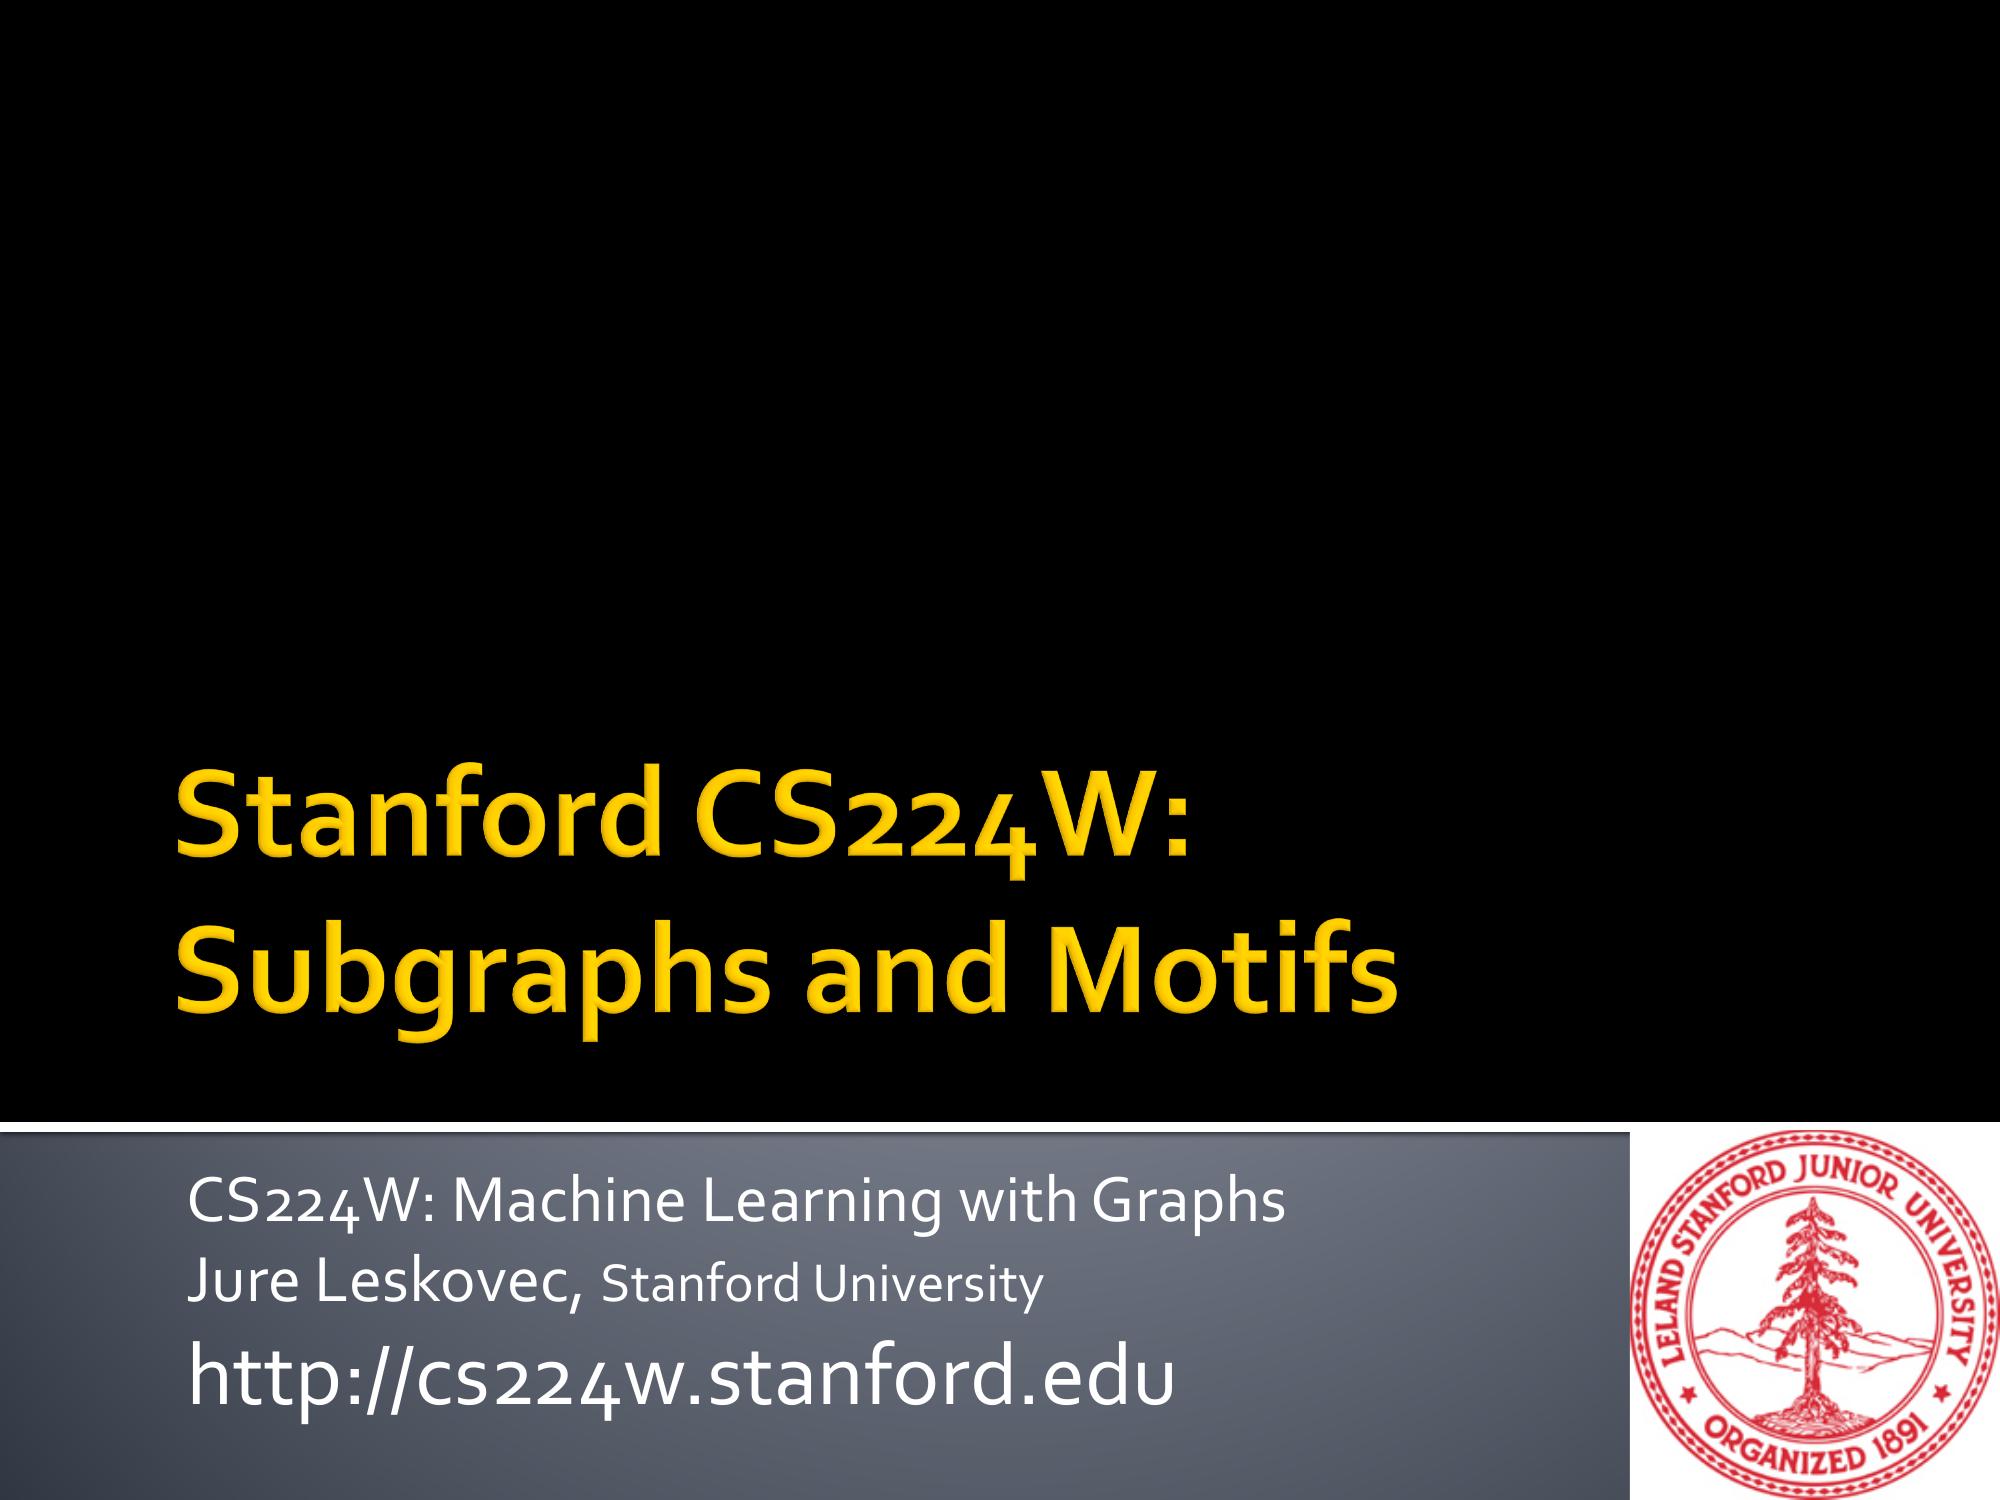 Stanford CS224W:
Subgraphs and Motifs
CS224W: Machine Learning with Graphs
Jure Leskovec, Stanford University
http://cs224w.stanford.edu
LELAND STANFORD JUNIOR UNIVERSITY
ORGANIZED 1891